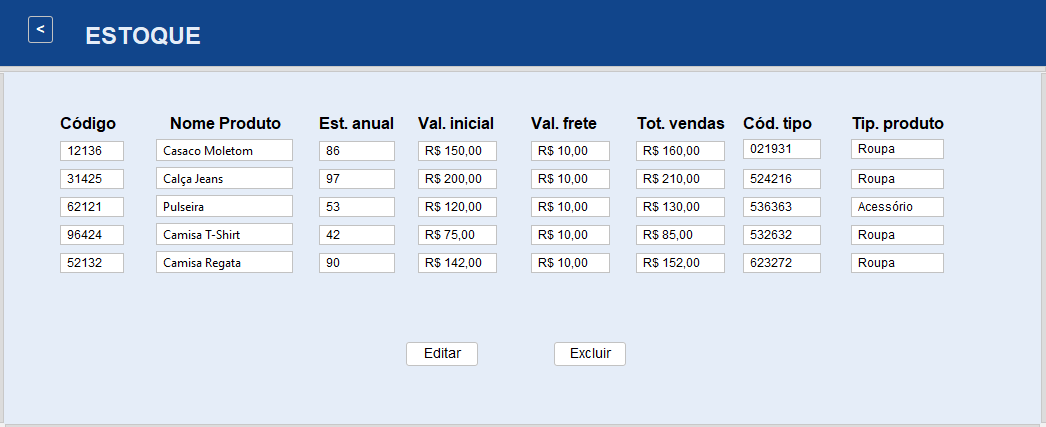 <
ESTOQUE
Código Nome Produto Est. anual Val. inicial Val. frete Tot. vendas Cód. tipo Tip. produto
12136 Casaco Moletom 86 R$ 150,00 R$ 10,00 R$ 160,00 021931 Roupa
31425 Calça Jeans 97 R$ 200,00 R$ 10,00 R$ 210,00 524216 Roupa
62121 Pulseira 53 R$ 120,00 R$ 10,00 R$ 130,00 536363 Acessório
96424 Camisa T-Shirt 42 R$ 75,00 R$ 10,00 R$ 85,00 532632 Roupa
52132 Camisa Regata 90 R$ 142,00 R$ 10,00 R$ 152,00 623272 Roupa
Editar Excluir